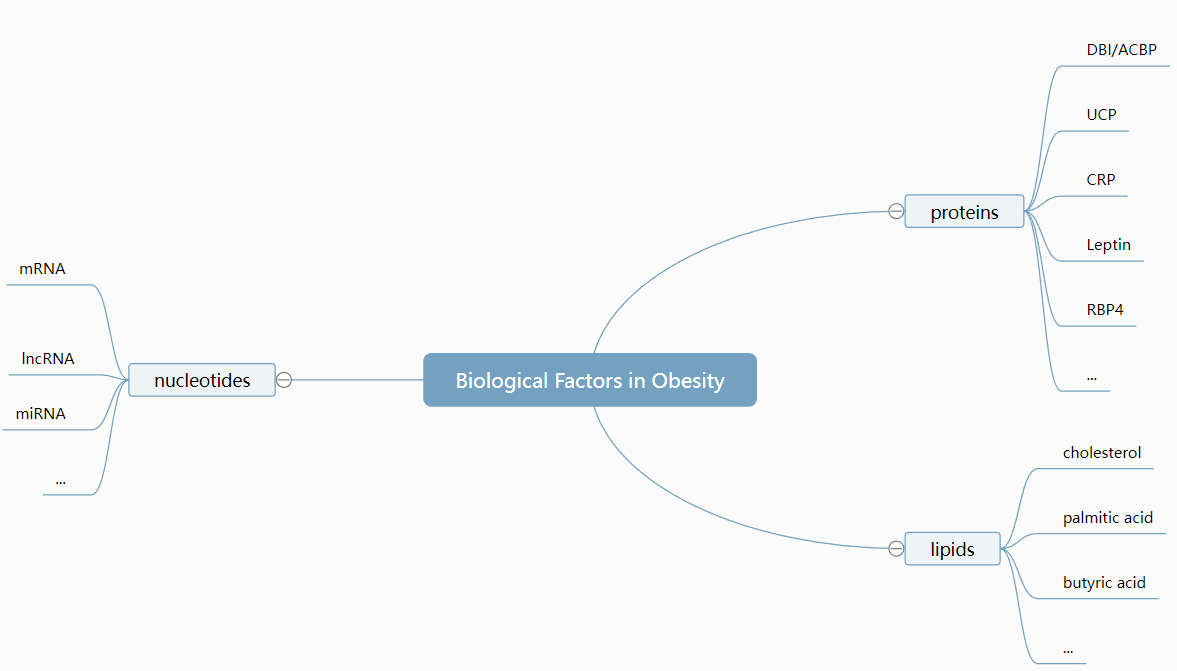 Biological Factors in Obesity
proteins
DBI/ACBP
UCP
CRP
Leptin
RBP4
...
lipids
cholesterol
palmitic acid
butyric acid
...
nucleotides
mRNA
lncRNA
miRNA
...